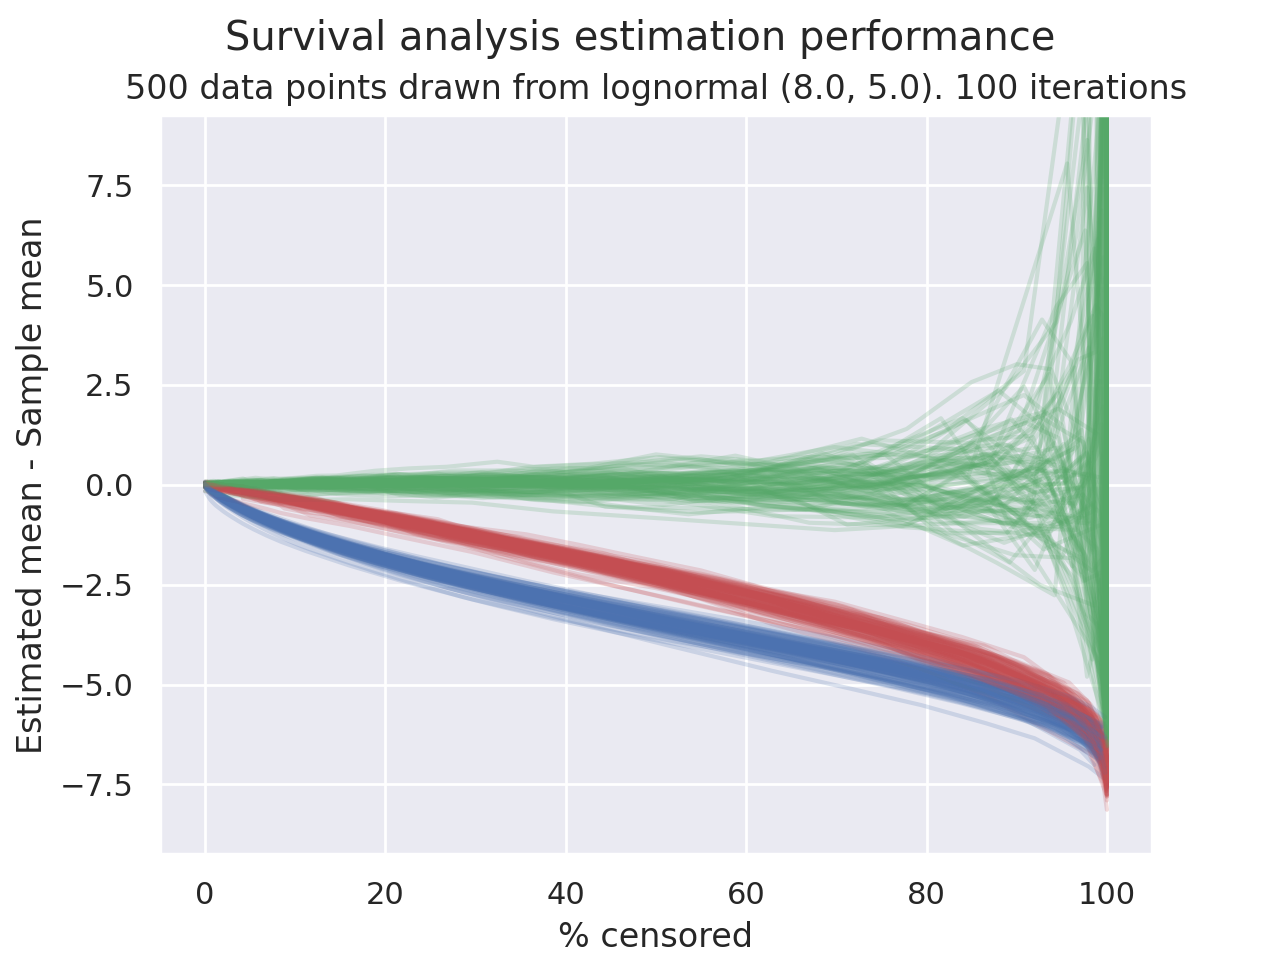 Survival analysis estimation performance
500 data points drawn from lognormal (8.0, 5.0). 100 iterations
Estimated mean - Sample mean
7.5
5.0
2.5
0.0
−2.5
−5.0
−7.5
0 20 40 60 80 100
% censored